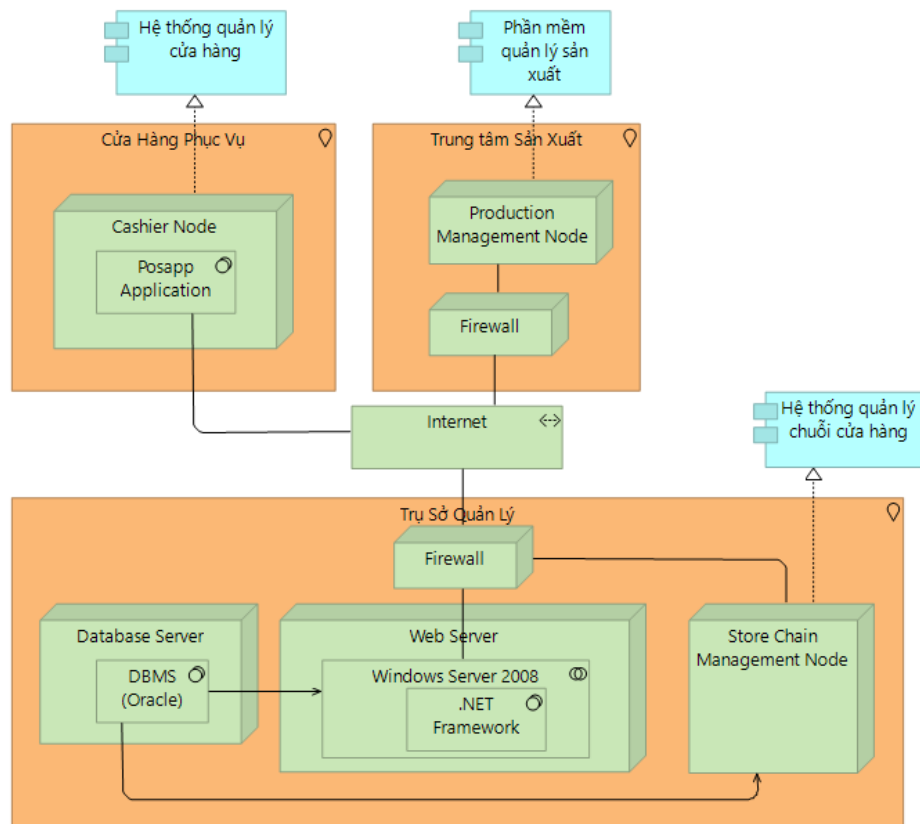 Hệ thống quản lý
cửa hàng
Phần mềm
quản lý sản
xuất
Cửa Hàng Phục Vụ
Trung tâm Sản Xuất
Cashier Node
Posapp
Application
Production
Management Node
Firewall
Internet
Hệ thống quản lý
chuỗi cửa hàng
Trụ Sở Quản Lý
Firewall
Database Server
DBMS
(Oracle)
Web Server
Windows Server 2008
.NET
Framework
Store Chain
Management Node